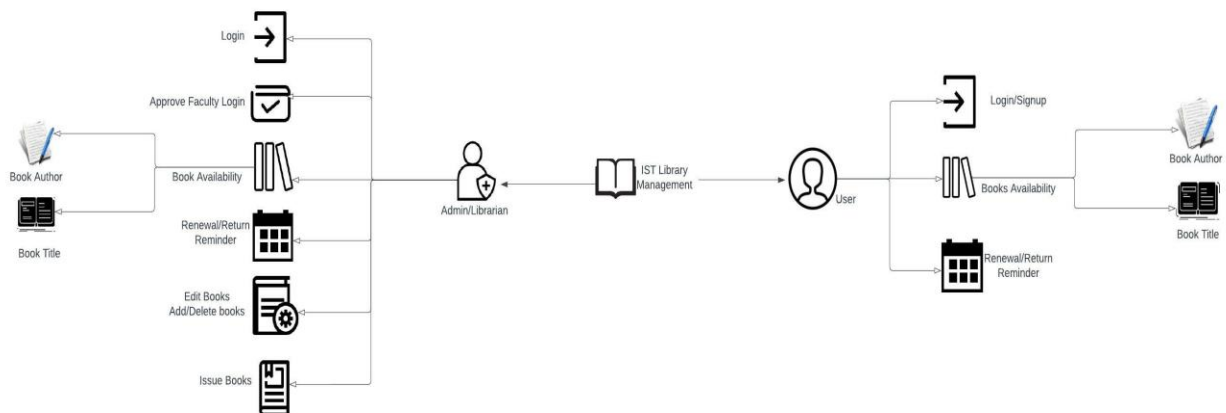 Login
Approve Faculty Login
Book Author
Book Availability
Book Title
Renewal/Return
Reminder
Edit Books
Add/Delete books
Issue Books
Admin/Librarian
IST Library
Management
User
Login/Signup
Books Availability
Book Author
Book Title
Renewal/Return
Reminder